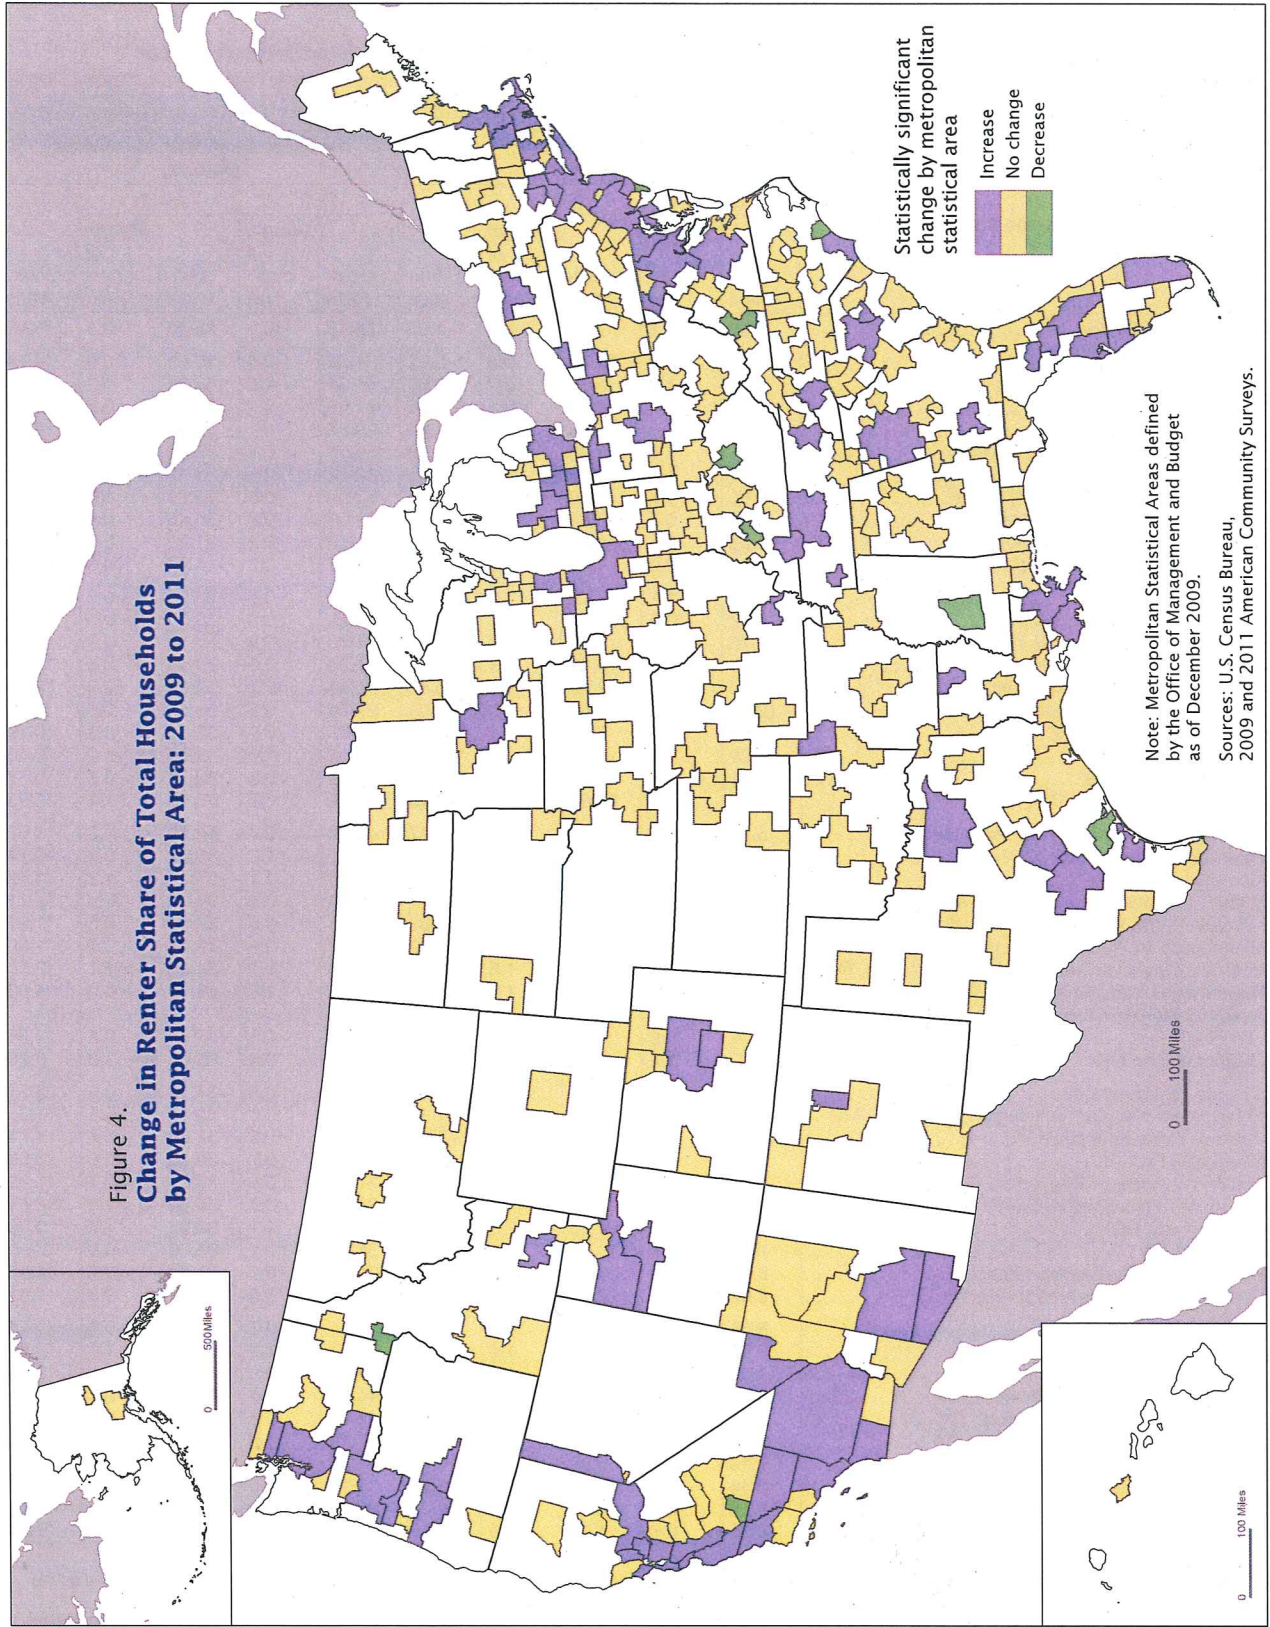 Figure 4.
Change in Renter Share of Total Households
by Metropolitan Statistical Area: 2009 to 2011
0 500 Miles
Statistically significant
change by metropolitan
statistical area
Increase
No change
Decrease
0 100 Miles
0 100 Miles
Note: Metropolitan Statistical Areas defined
by the Office of Management and Budget
as of December 2009.
Sources: U.S. Census Bureau,
2009 and 2011 American Community Surveys.